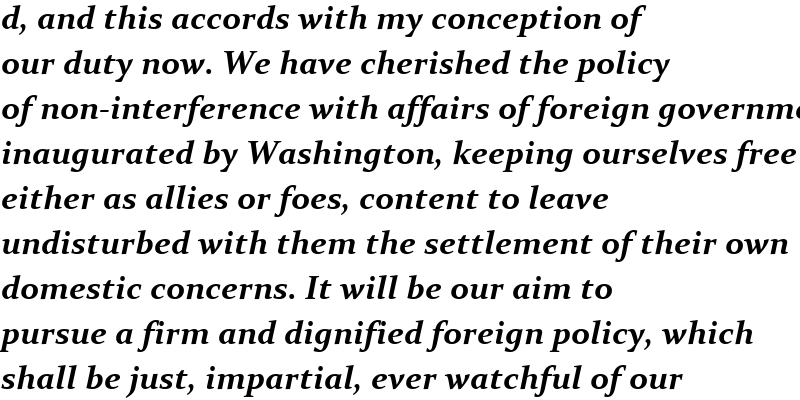 d, and this accords with my conception of
our duty now. We have cherished the policy
of non-interference with affairs of foreign
inaugurated by Washington, keeping ourselves free
either as allies or foes, content to leave
undisturbed with them the settlement of their own
domestic concerns. It will be our aim to
pursue a firm and dignified foreign policy, which
shall be just, impartial, ever watchful of our